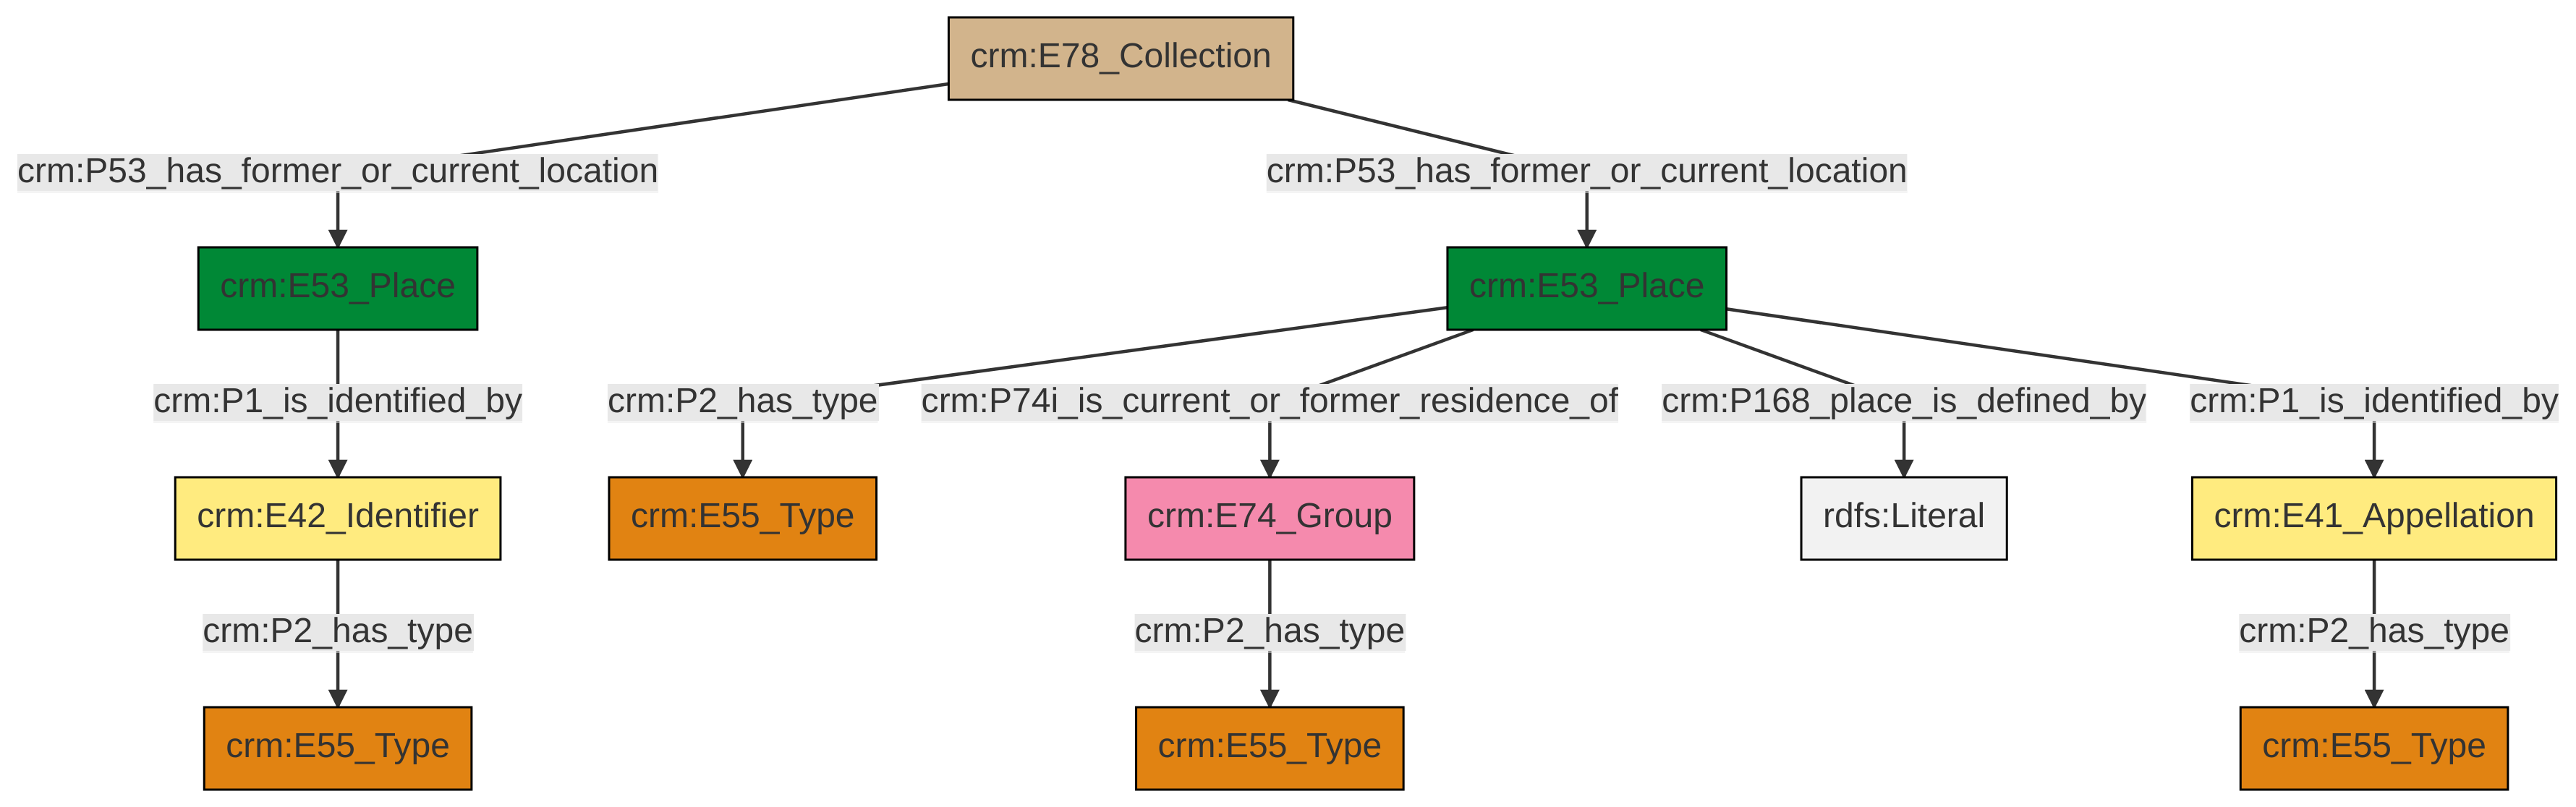 crm:E78_Collection
crm:P53_has_former_or_current_location
crm:P53_has_former_or_current_location
crm:E53_Place
crm:E53_Place
crm:P1_is_identified_by
crm:P2_has_type
crm:P74i_is_current_or_former_residence_of
crm:P168_place_is_defined_by
crm:P1_is_identified_by
crm:E42_Identifier
crm:E55_Type
crm:E74_Group
rdfs:Literal
crm:E41_Appellation
crm:P2_has_type
crm:P2_has_type
crm:P2_has_type
crm:E55_Type
crm:E55_Type
crm:E55_Type